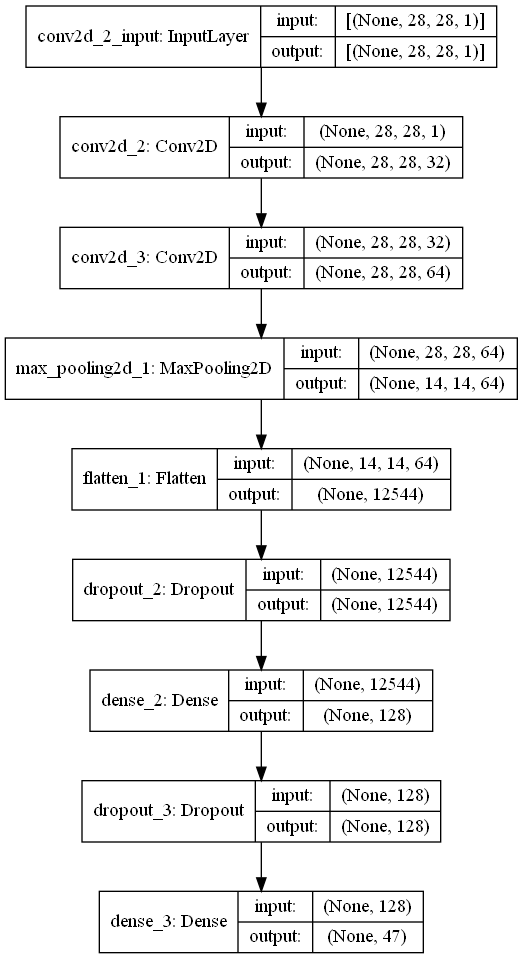 conv2d_2_input: InputLayer
input: [(None, 28, 28, 1)]
output: [(None, 28, 28, 1)]
conv2d_2: Conv2D
input: (None, 28, 28, 1)
output: (None, 28, 28, 32)
conv2d_3: Conv2D
input: (None, 28, 28, 32)
output: (None, 28, 28, 64)
max_pooling2d_1: MaxPooling2D
input: (None, 28, 28, 64)
output: (None, 14, 14, 64)
flatten_1: Flatten
input: (None, 14, 14, 64)
output: (None, 12544)
dropout_2: Dropout
input: (None, 12544)
output: (None, 12544)
dense_2: Dense
input: (None, 12544)
output: (None, 128)
dropout_3: Dropout
input: (None, 128)
output: (None, 128)
dense_3: Dense
input: (None, 128)
output: (None, 47)